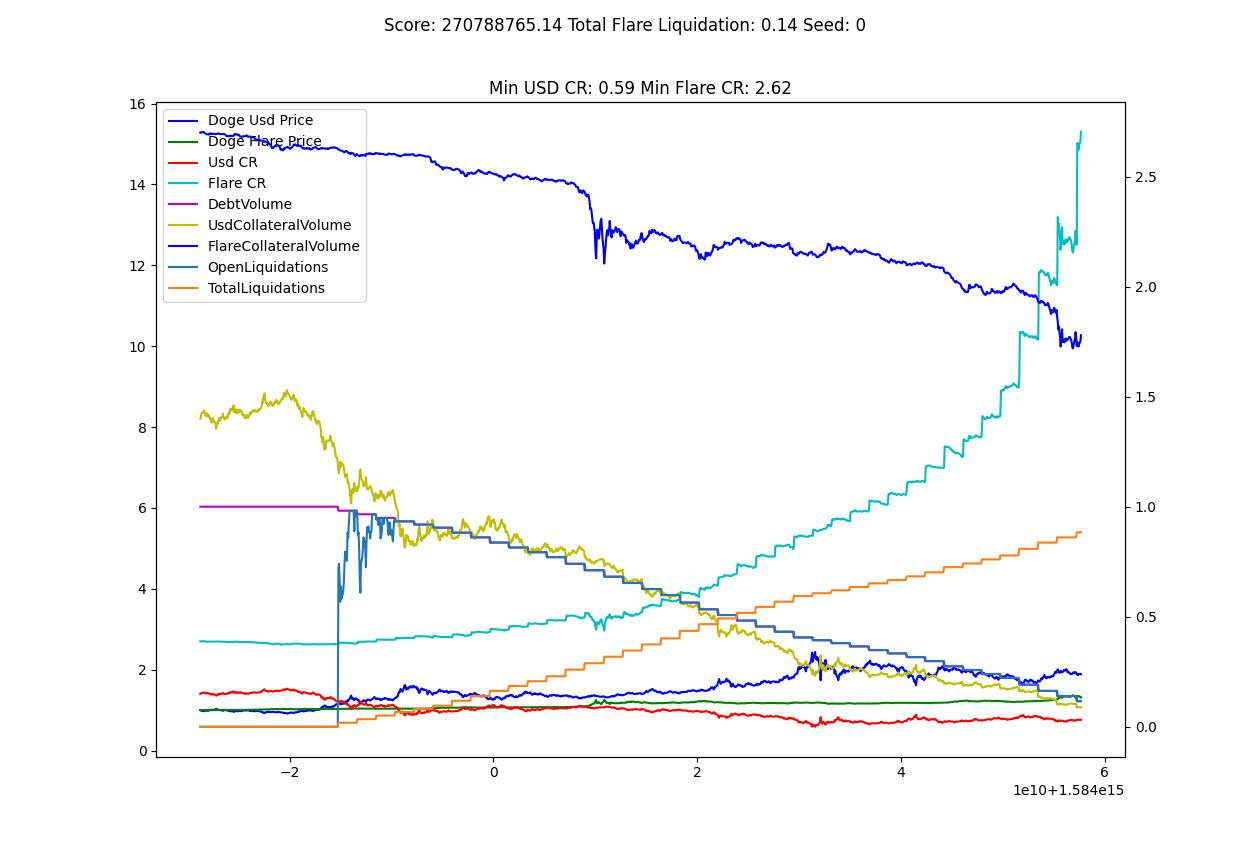 Score: 270788765.14 Total Flare Liquidation: 0.14 Seed: 0
Min USD CR: 0.59 Min Flare CR: 2.62
16
14
12
10
8
6
4
2
0
Doge Usd Price
Doge Flare Price
Usd CR
Flare CR
DebtVolume
UsdCollateralVolume
FlareCollateralVolume
OpenLiquidations
TotalLiquidations
2.5
2.0
1.5
1.0
0.5
0.0
−2 0 2 4 6
1e10+1.584e15